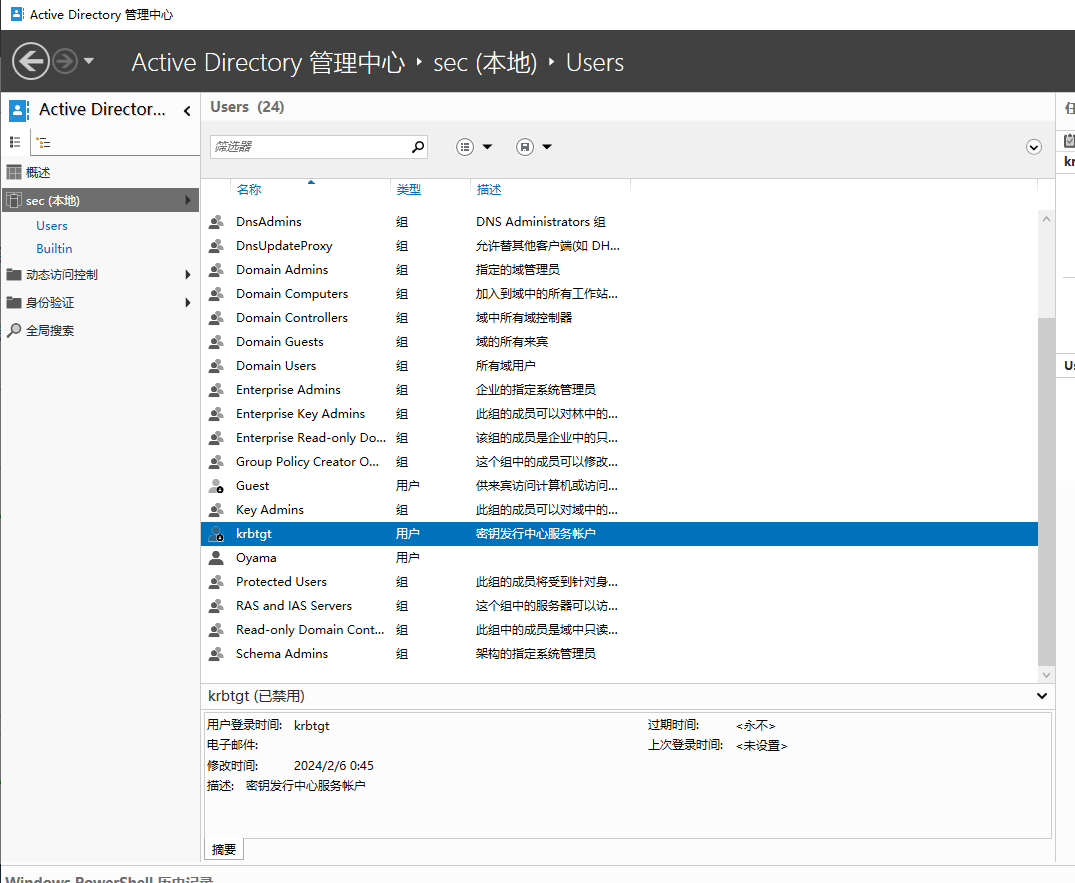 Active Directory 管理中心
Active Directory 管理中心 sec (本地) Users
Active Director...
Users (24)
筛选器
概述
sec (本地)
Users
Builtin
动态访问控制
身份验证
全局搜索
名称 类型 描述
DnsAdmins 组 DNS Administrators 组
DnsUpdateProxy 组 允许替其他客户端(如 DH...
Domain Admins 组 指定的域管理员
Domain Computers 组 加入到域中的所有工作站...
Domain Controllers 组 域中所有域控制器
Domain Guests 组 域的所有来宾
Domain Users 组 所有域用户
Enterprise Admins 组 企业的指定系统管理员
Enterprise Key Admins 组 此组的成员可以对林中的...
Enterprise Read-only Do... 组 该组的成员是企业中的只...
Group Policy Creator O... 组 这个组中的成员可以修改...
Guest 用户 供来宾访问计算机或访问...
Key Admins 组 此组的成员可以对域中的...
krbtgt 用户 密钥发行中心服务帐户
Oyama 用户
Protected Users 组 此组的成员将受到针对身...
RAS and IAS Servers 组 这个组中的服务器可以访...
Read-only Domain Cont... 组 此组中的成员是域中只读...
Schema Admins 组 架构的指定系统管理员
krbtgt (已禁用)
用户登录时间: krbtgt 过期时间: <永不>
电子邮件: 上次登录时间: <未设置>
修改时间: 2024/2/6 0:45
描述: 密钥发行中心服务帐户
摘要
Windows PowerShell 历史记录